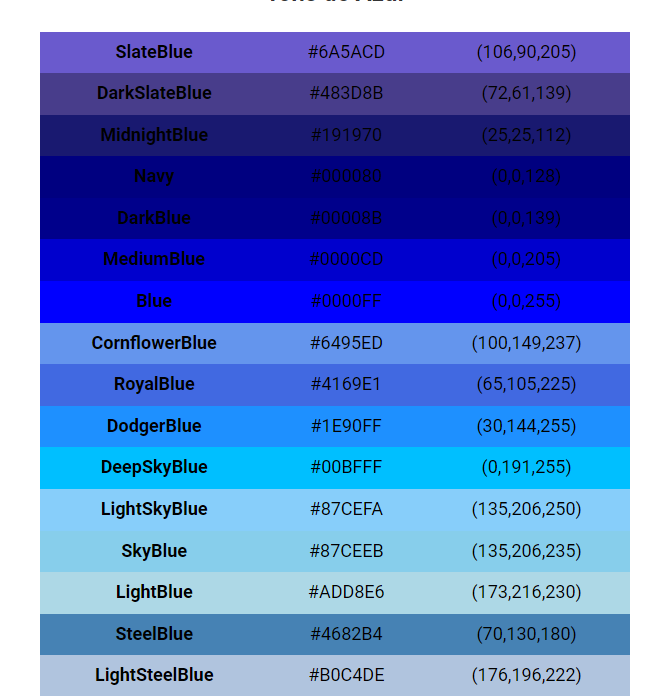 SlateBlue #6A5ACD (106,90,205)
DarkSlateBlue #483D8B (72,61,139)
MidnightBlue #191970 (25,25,112)
Navy #000080 (0,0,128)
DarkBlue #00008B (0,0,139)
MediumBlue #0000CD (0,0,205)
Blue #0000FF (0,0,255)
CornflowerBlue #6495ED (100,149,237)
RoyalBlue #4169E1 (65,105,225)
DodgerBlue #1E90FF (30,144,255)
DeepSkyBlue #00BFFF (0,191,255)
LightSkyBlue #87CEFA (135,206,250)
SkyBlue #87CEEB (135,206,235)
LightBlue #ADD8E6 (173,216,230)
SteelBlue #4682B4 (70,130,180)
LightSteelBlue #B0C4DE (176,196,222)